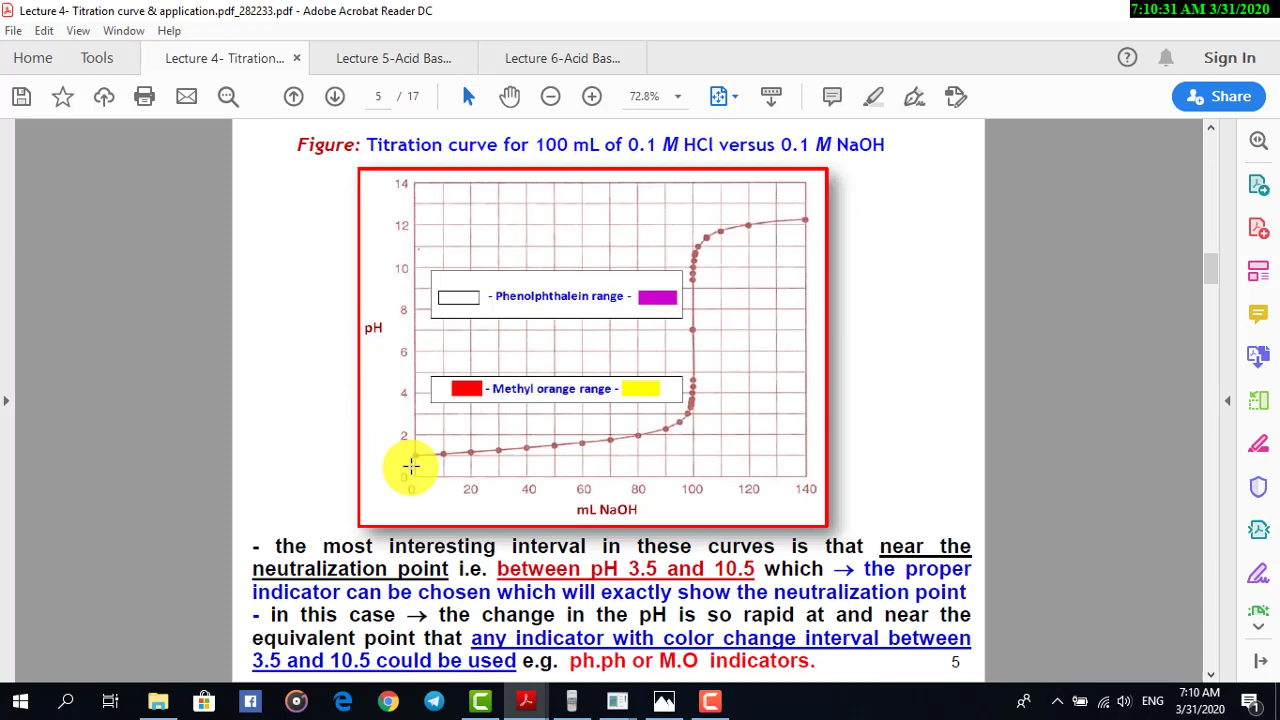 Lecture 4- Titration curve & application.pdf_282233.pdf - Adobe Acrobat Reader DC
7:10:31 AM 3/31/2020
File Edit View Window Help
Home Tools Lecture 4- Titration... × Lecture 5-Acid Bas... Lecture 6-Acid Bas... Sign In
5 / 17 72.8% Share
Figure: Titration curve for 100 mL of 0.1 M HCl versus 0.1 M NaOH
14
12
10
- Phenolphthalein range -
8
pH
6
- Methyl orange range -
4
2
0
0 20 40 60 80 100 120 140
mL NaOH
- the most interesting interval in these curves is that near the
neutralization point i.e. between pH 3.5 and 10.5 which → the proper
indicator can be chosen which will exactly show the neutralization point
- in this case → the change in the pH is so rapid at and near the
equivalent point that any indicator with color change interval between
3.5 and 10.5 could be used e.g. ph.ph or M.O indicators.
5
ENG
7:10 AM
3/31/2020
1